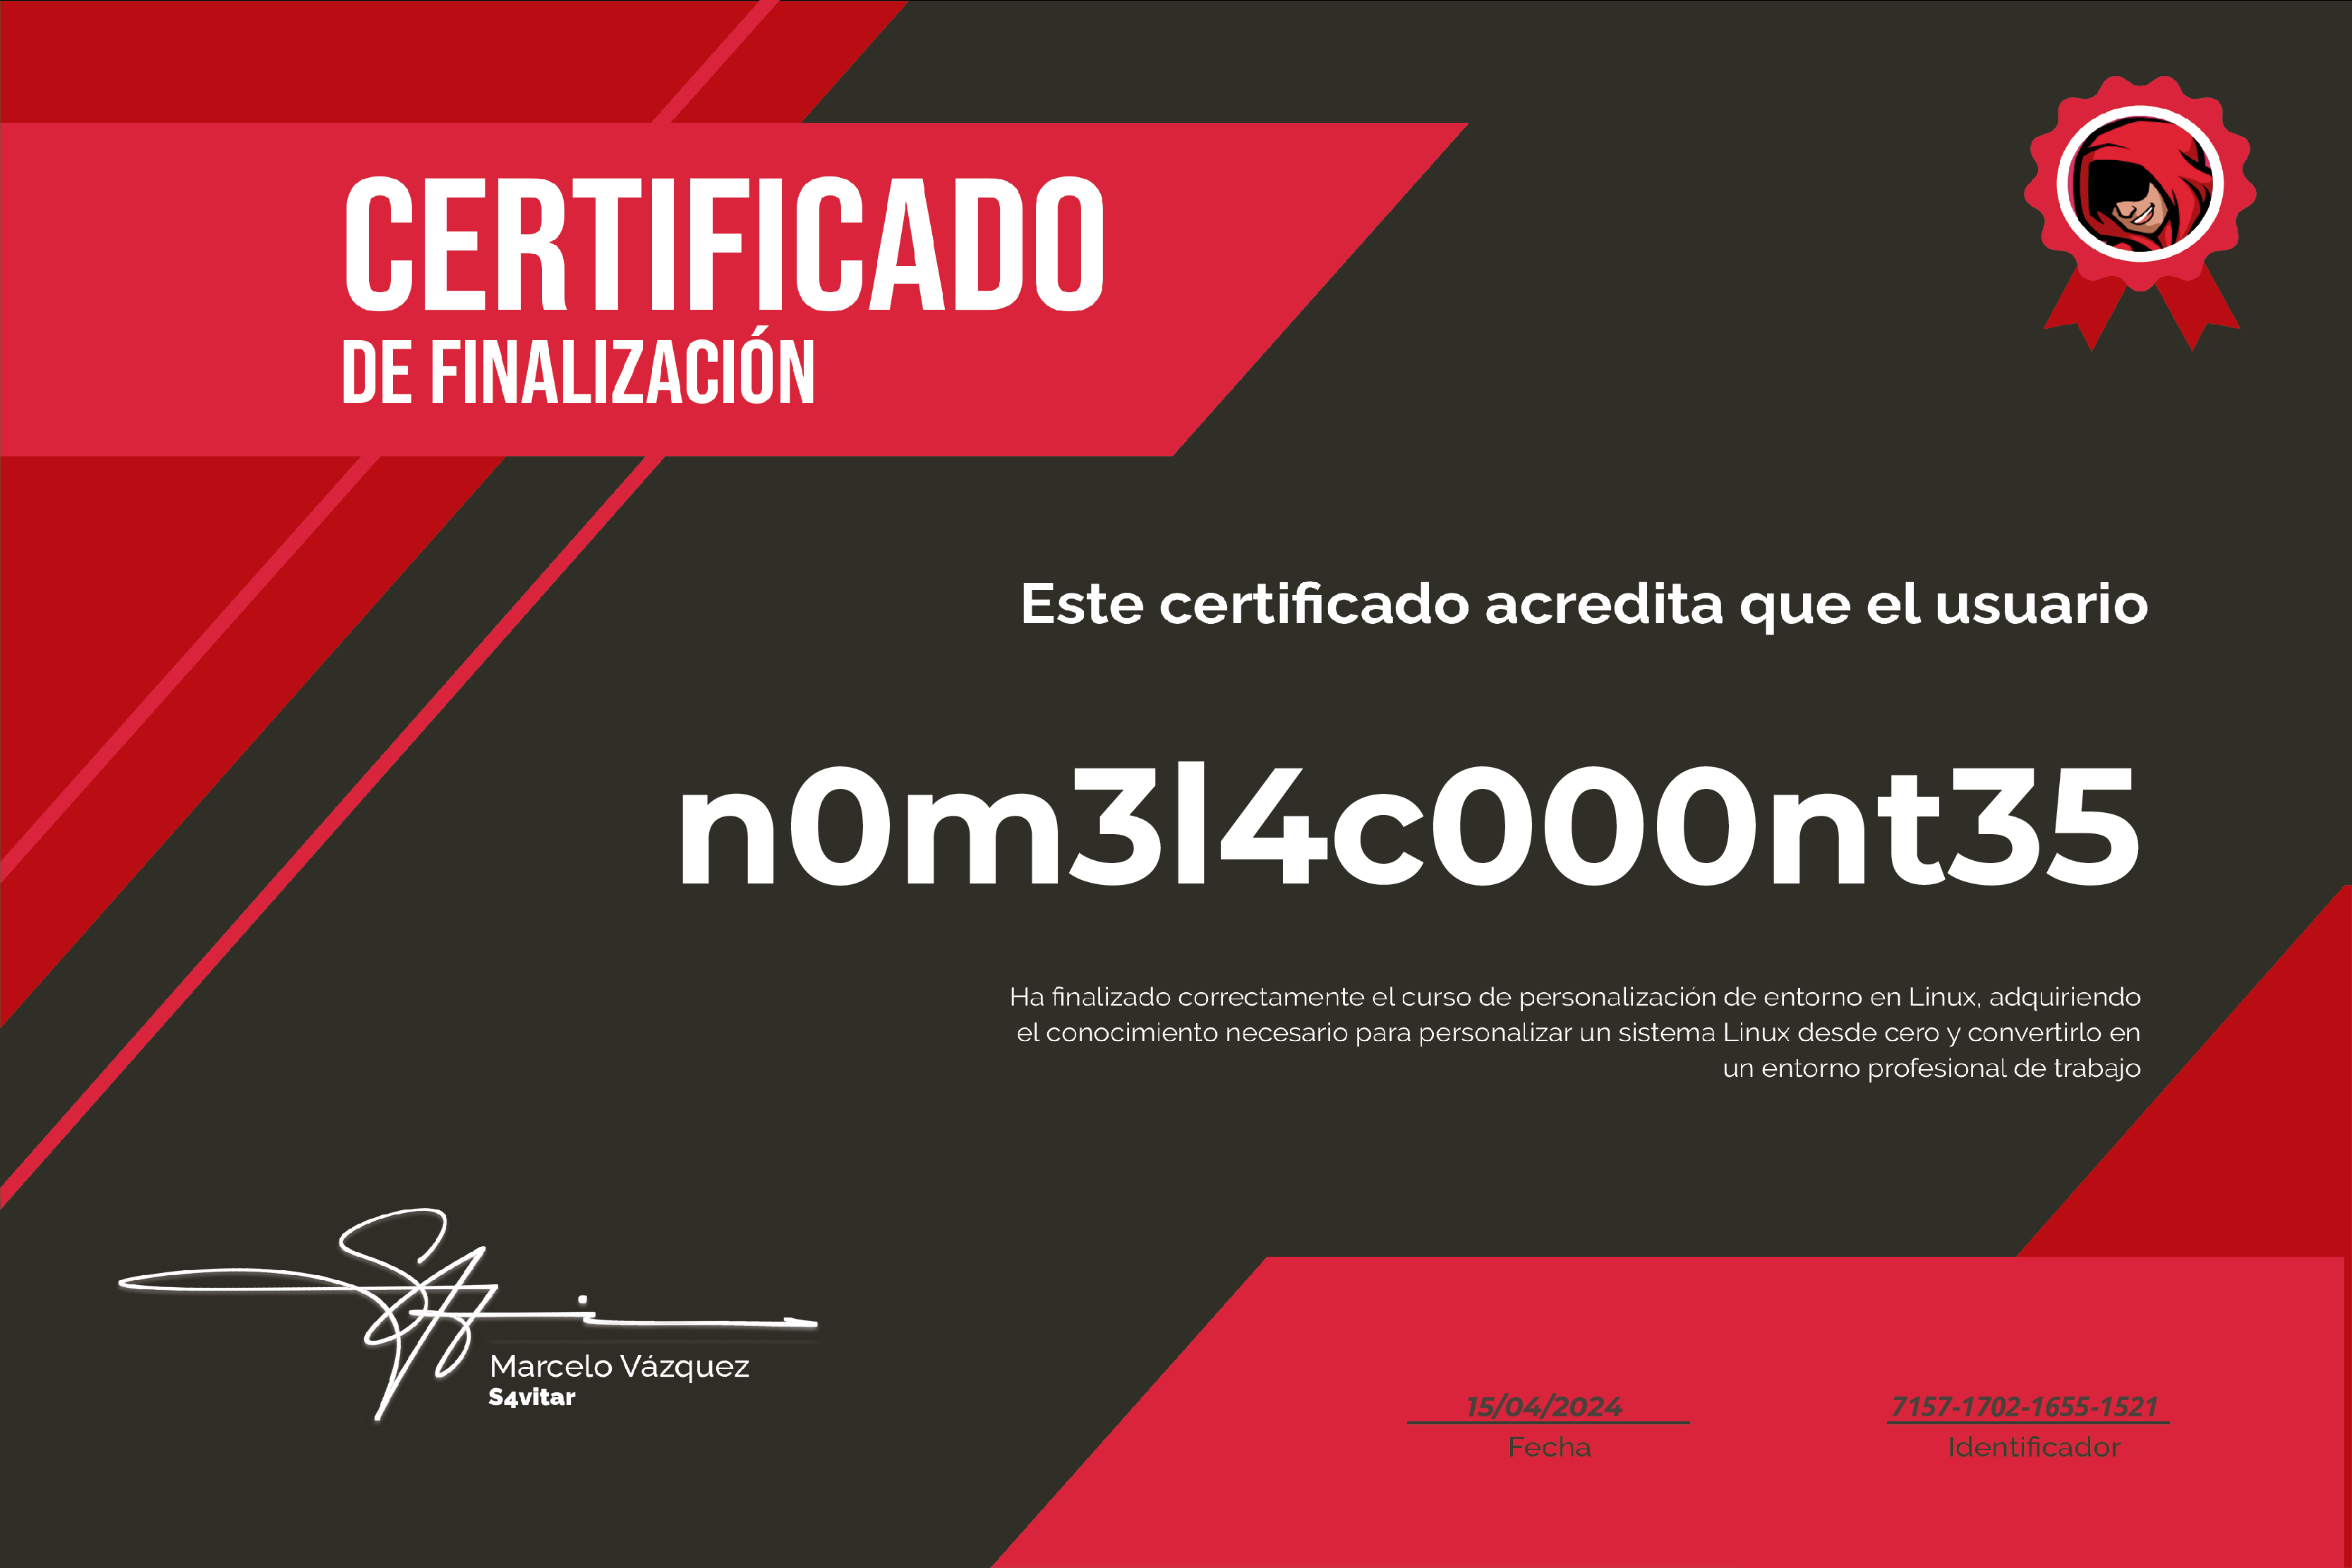 CERTIFICADO
DE FINALIZACIÓN
Este certificado acredita que el usuario
n0m3l4c000nt35
Ha finalizado correctamente el curso de personalización de entorno en Linux, adquiriendo
el conocimiento necesario para personalizar un sistema Linux desde cero y convertirlo en
un entorno profesional de trabajo
Marcelo Vázquez
S4vitar
15/04/2024
Fecha
7157-1702-1655-1521
Identificador